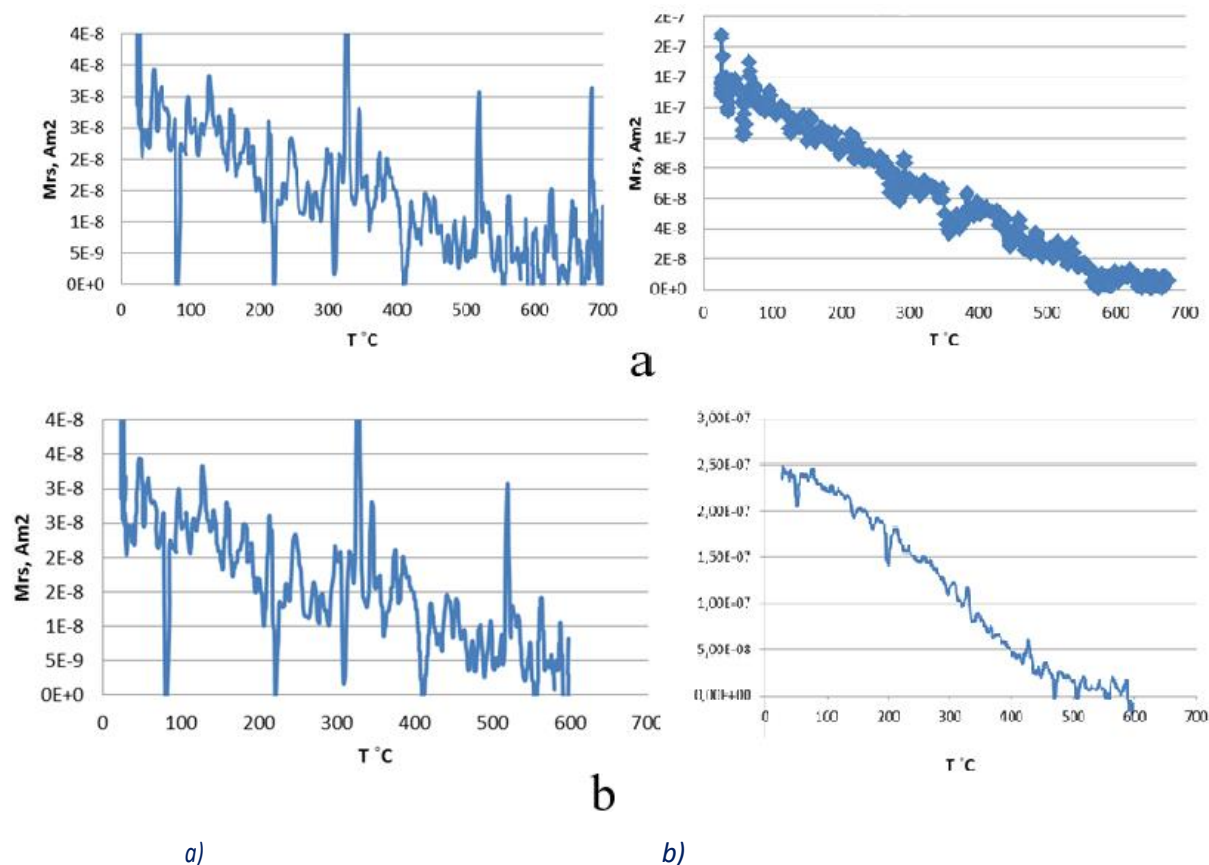 4E-8
4E-8
3E-8
3E-8
2E-8
2E-8
1E-8
5E-9
0E+0
Mrs, Am2
0 100 200 300 400 500 600 700
T °C
2E-7
2E-7
1E-7
1E-7
1E-7
8E-8
6E-8
4E-8
2E-8
0E+0
Mrs, Am2
0 100 200 300 400 500 600 700
T °C
a
4E-8
4E-8
3E-8
3E-8
2E-8
2E-8
1E-8
5E-9
0E+0
Mrs, Am2
0 100 200 300 400 500 600 700
T °C
3,00E-07
2,50E-07
2,00E-07
1,50E-07
1,00E-07
5,00E-08
0,00E+00
0 100 200 300 400 500 600 700
T °C
b
a) b)